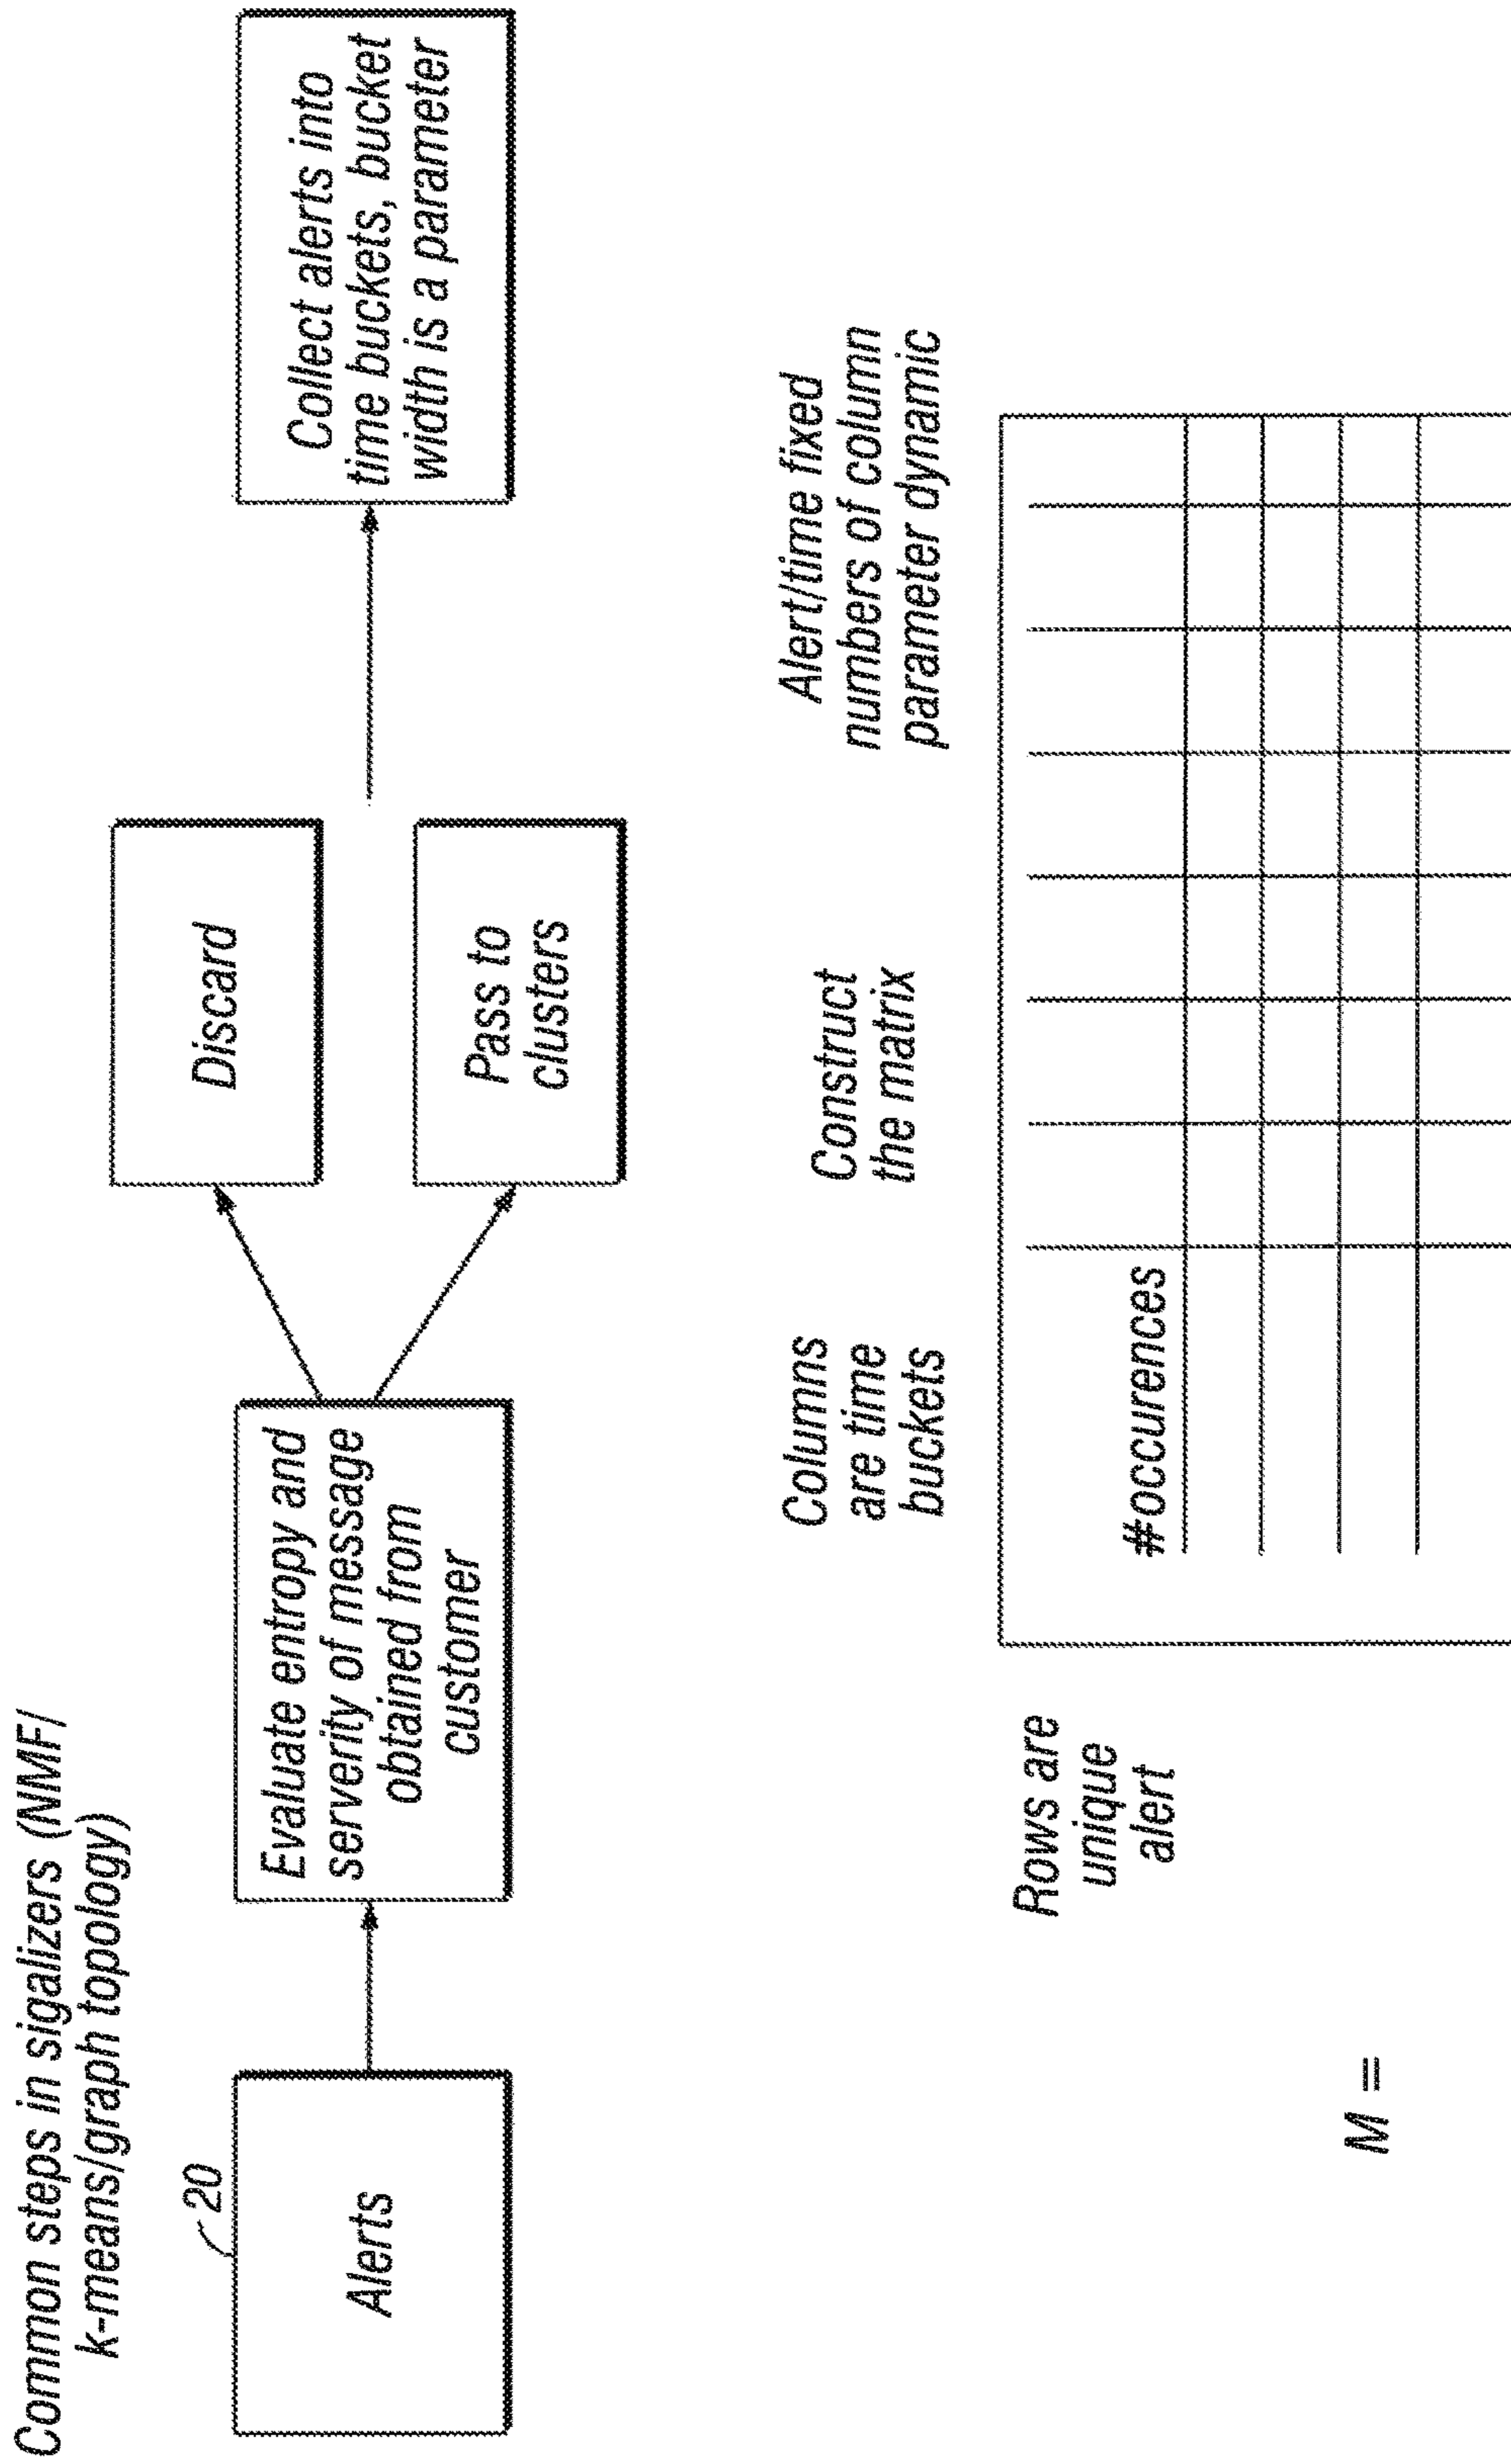 Common steps in sigalizers (NMF/
k-means/graph topology)
20
Alerts
Evaluate entropy and
serverity of message
obtained from
customer
Discard
Pass to
clusters
Collect alerts into
time buckets, bucket
width is a parameter
Columns
are time
buckets
Construct
the matrix
Alert/time fixed
numbers of column
parameter dynamic
Rows are
unique
alert
#occurences
M =